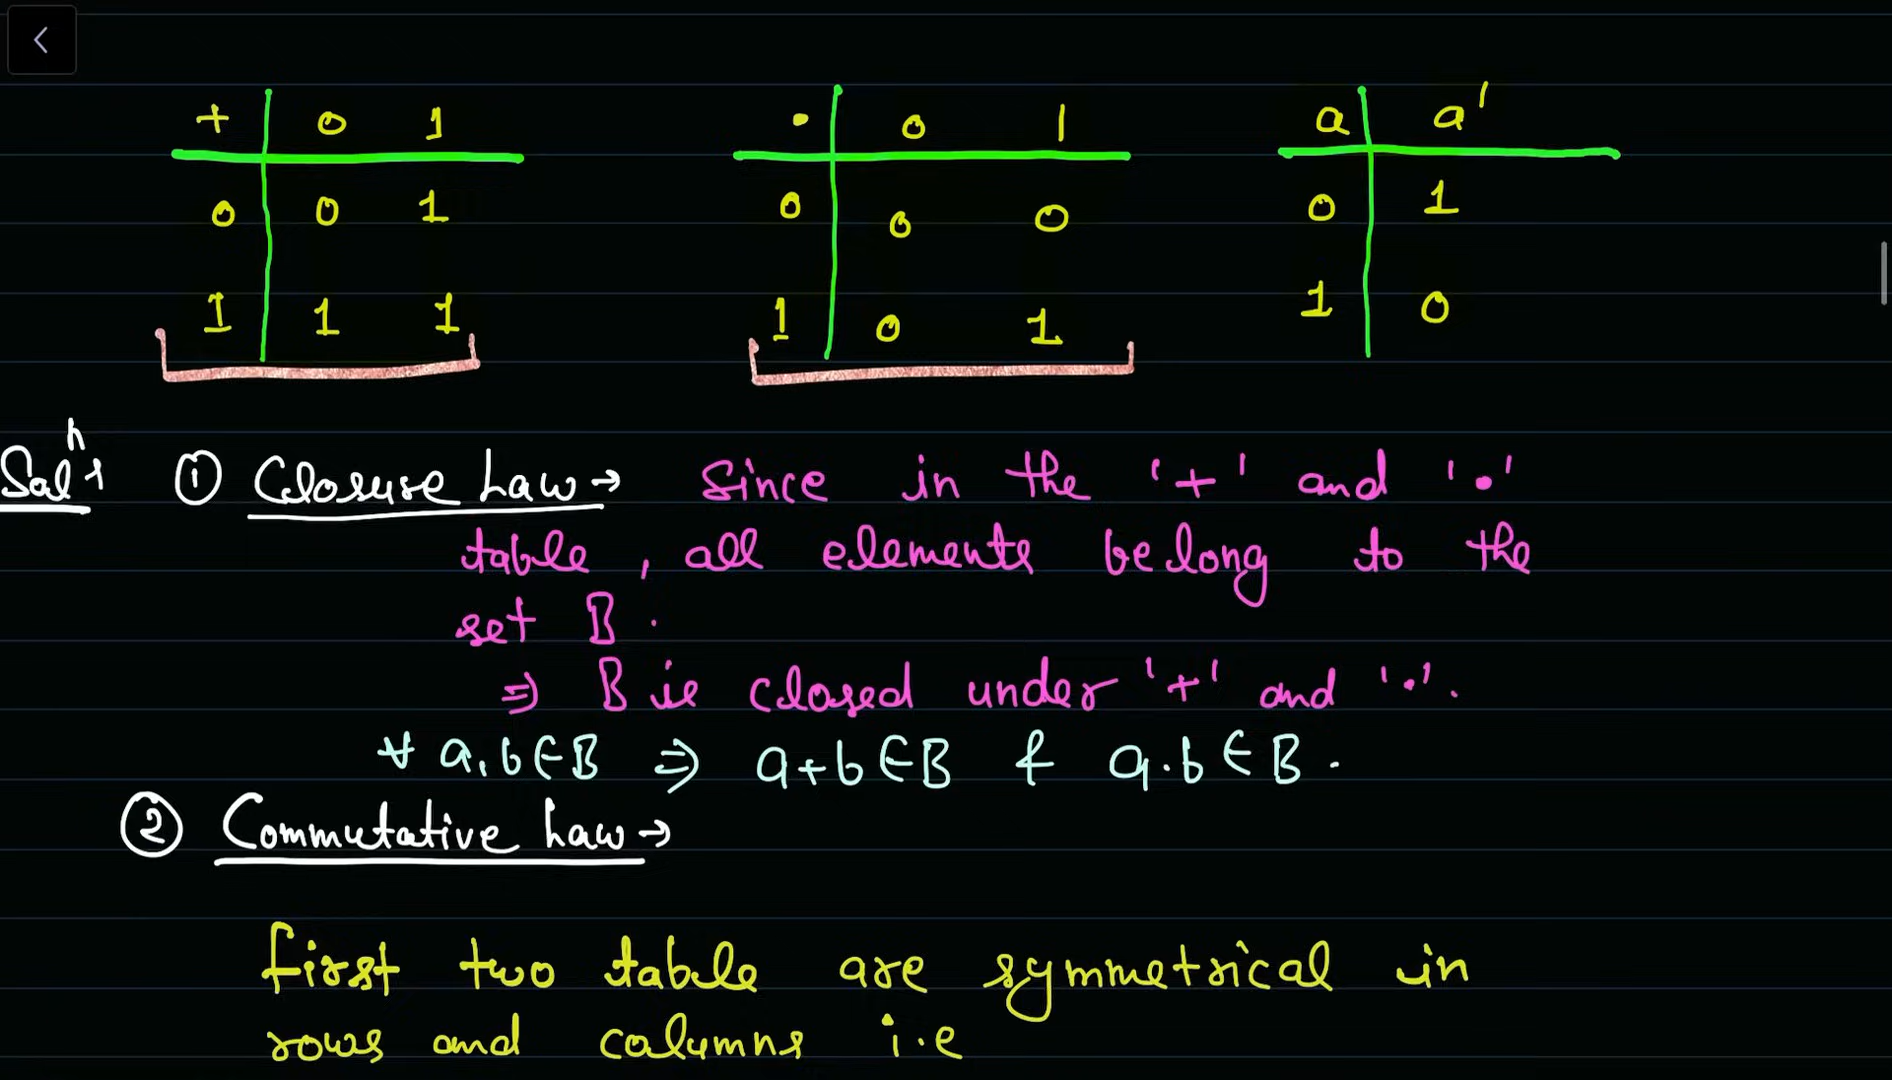 + 0 1 • 0 1 a a'
0 0 1 0 0 0 0 1
1 1 1 1 0 1 1 0
Solⁿ: ① Closure Law → Since in the '+' and '•'
table, all elements belong to the
set B.
⇒ B is closed under '+' and '•'.
∀ a,b ∈ B ⇒ a+b ∈ B & a.b ∈ B.
② Commutative Law →
first two table are symmetrical in
rows and columns i.e